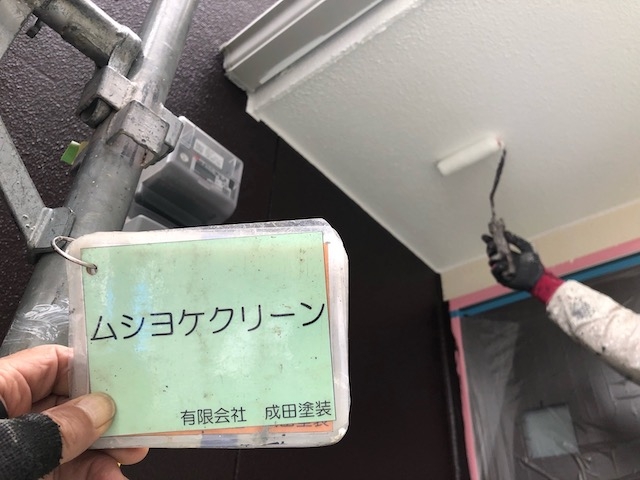 ムシヨケクリーン
有限会社　成田塗装